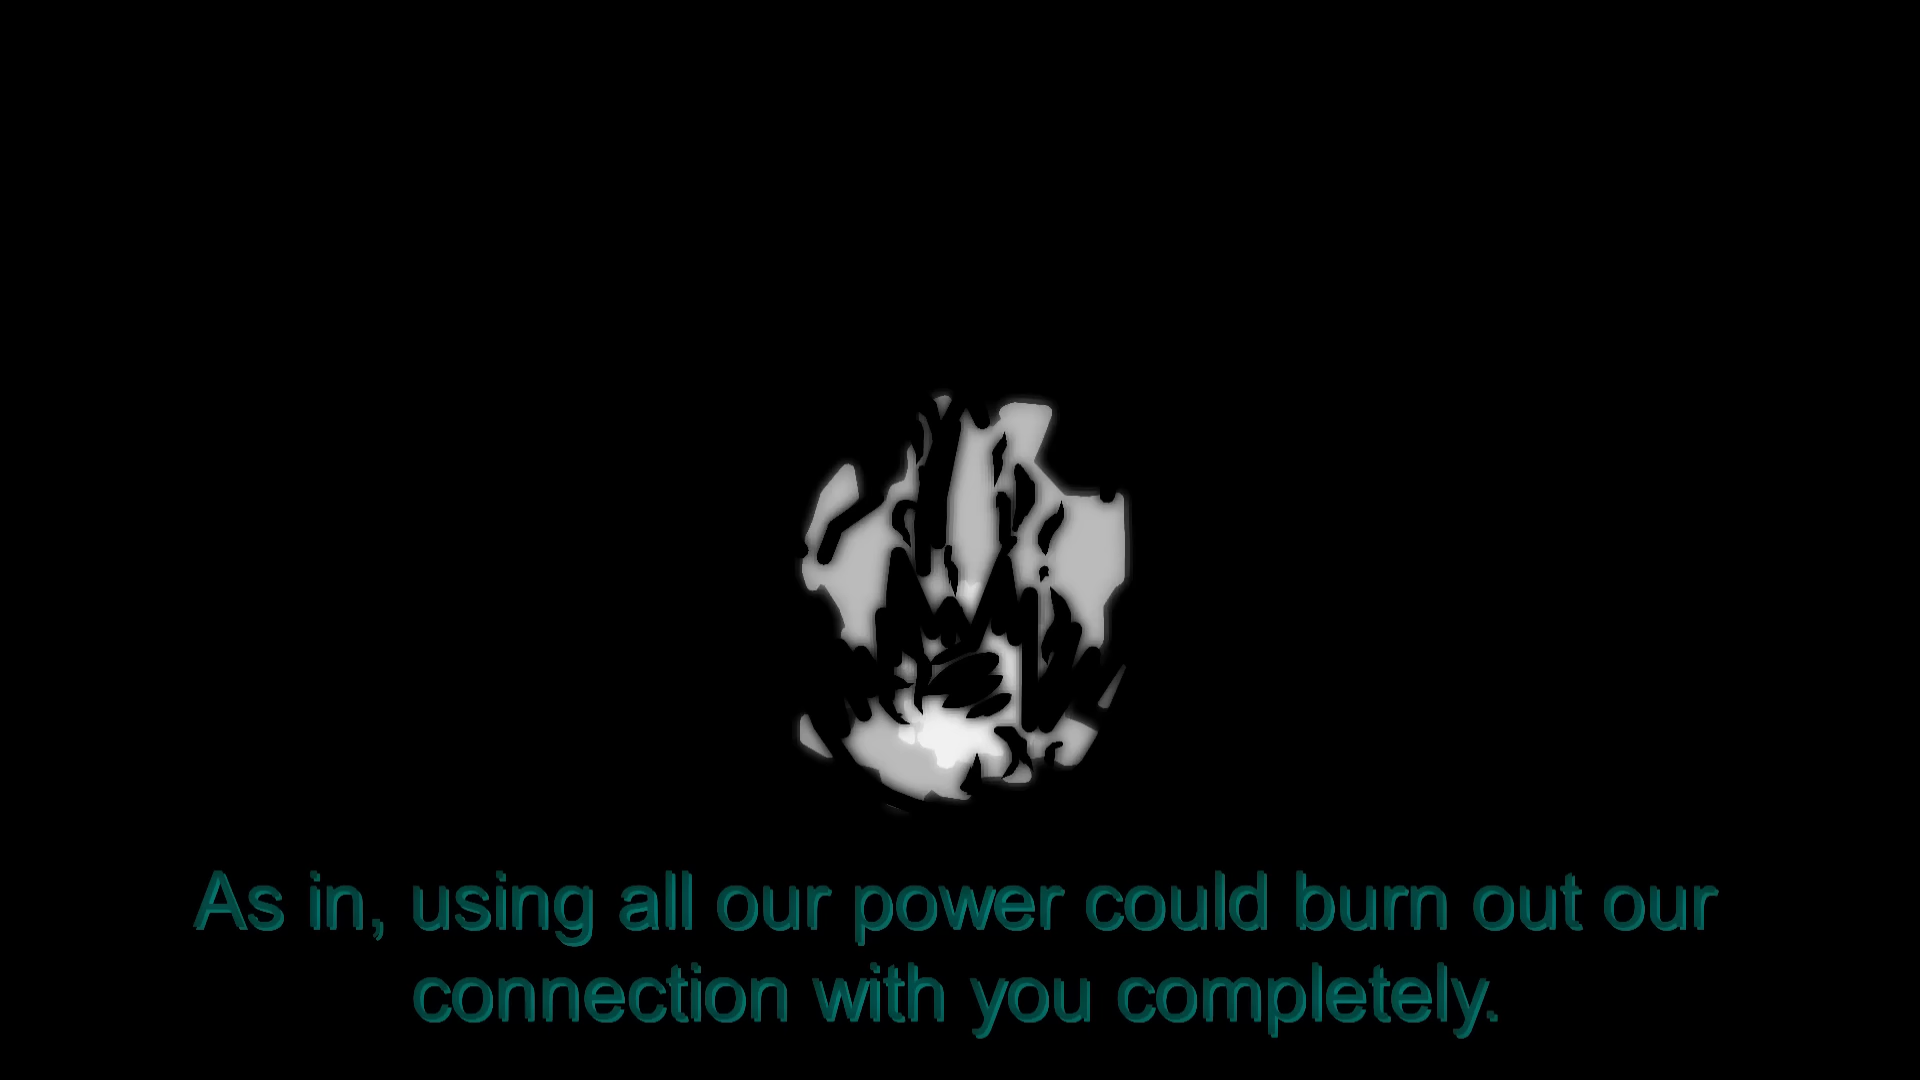 As in, using all our power could burn out our
connection with you completely.